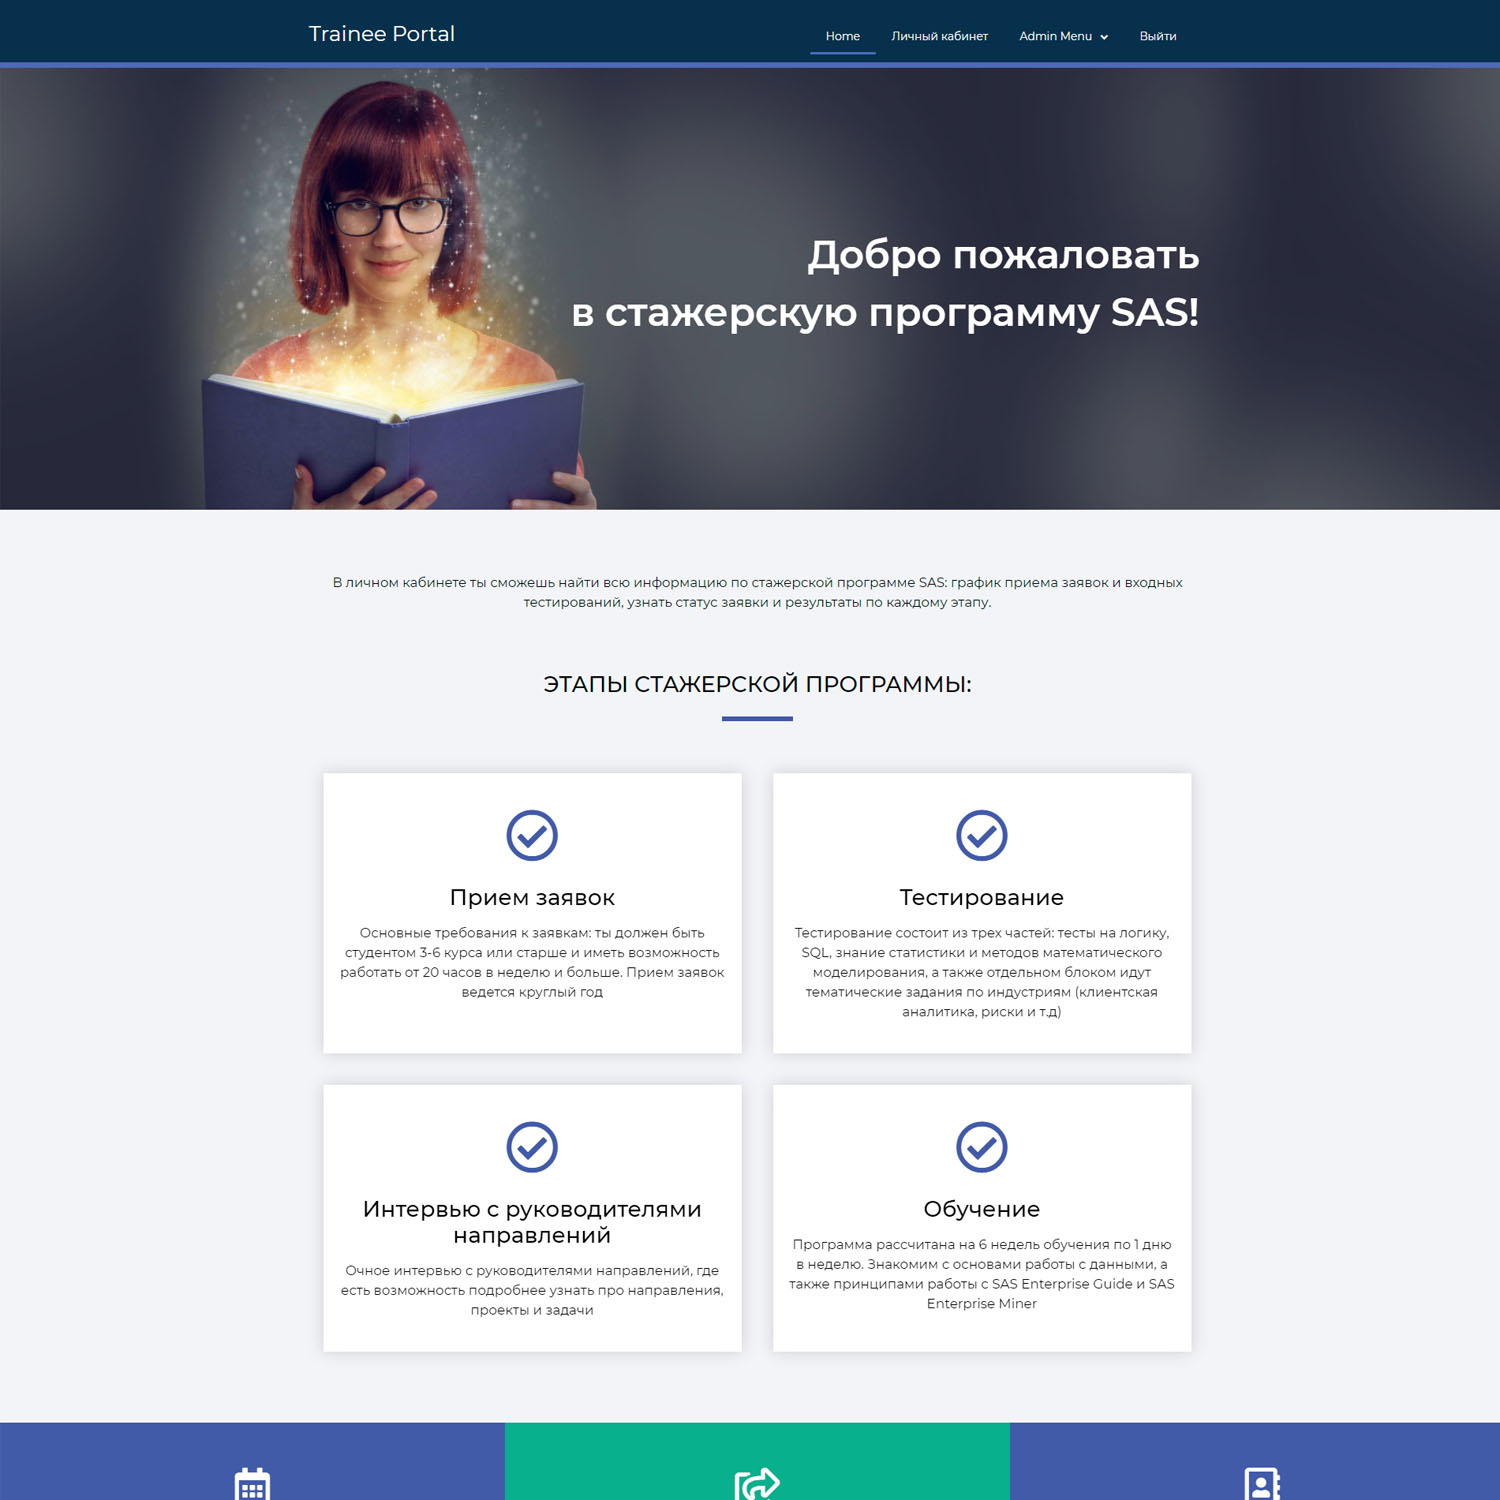 Trainee Portal
Home Личный кабинет Admin Menu Выйти
Добро пожаловать
в стажерскую программу SAS!
В личном кабинете ты сможешь найти всю информацию по стажерской программе SAS: график приема заявок и входных
тестирований, узнать статус заявки и результаты по каждому этапу.
ЭТАПЫ СТАЖЕРСКОЙ ПРОГРАММЫ:
Прием заявок
Основные требования к заявкам: ты должен быть
студентом 3-6 курса или старше и иметь возможность
работать от 20 часов в неделю и больше. Прием заявок
ведется круглый год
Тестирование
Тестирование состоит из трех частей: тесты на логику,
SQL, знание статистики и методов математического
моделирования, а также отдельном блоком идут
тематические задания по индустриям (клиентская
аналитика, риски и т.д)
Интервью с руководителями
направлений
Очное интервью с руководителями направлений, где
есть возможность подробнее узнать про направления,
проекты и задачи
Обучение
Программа рассчитана на 6 недель обучения по 1 дню
в неделю. Знакомим с основами работы с данными, а
также принципами работы с SAS Enterprise Guide и SAS
Enterprise Miner